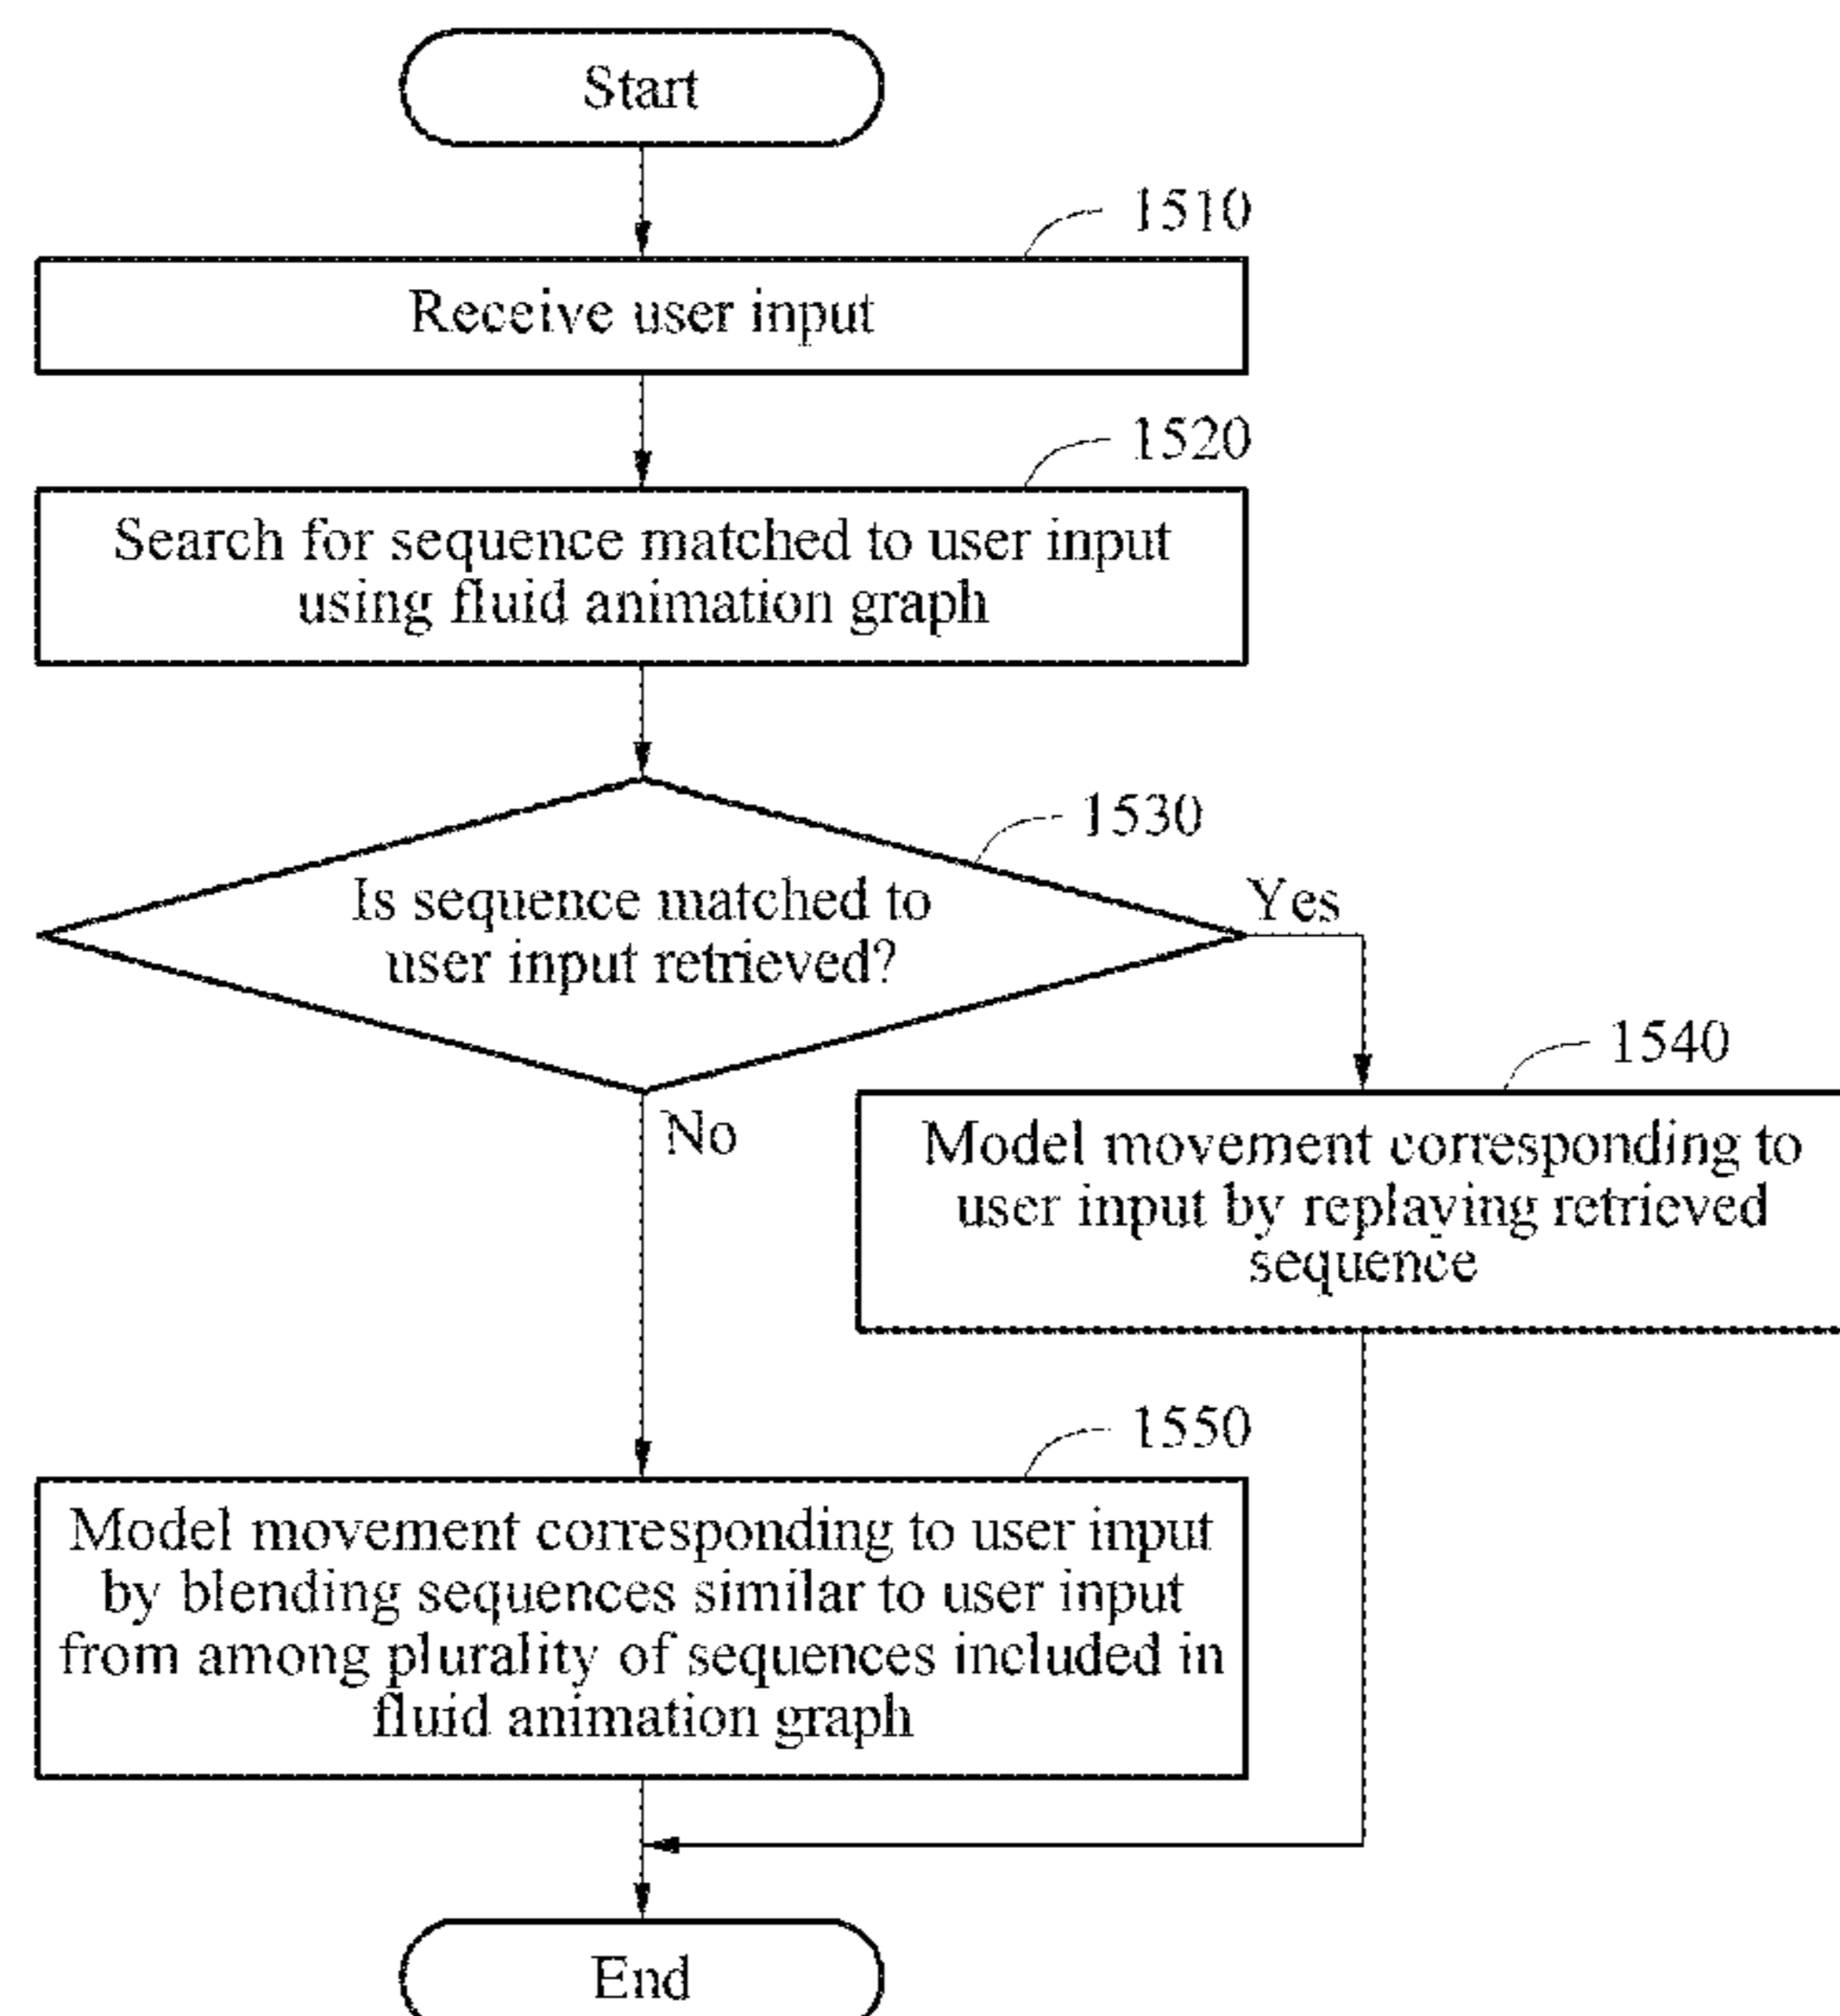 Start
1510
Receive user input
1520
Search for sequence matched to user input
using fluid animation graph
1530
Is sequence matched to
user input retrieved?
Yes
No
1540
Model movement corresponding to
user input by replaying retrieved
sequence
1550
Model movement corresponding to user input
by blending sequences similar to user input
from among plurality of sequences included in
fluid animation graph
End